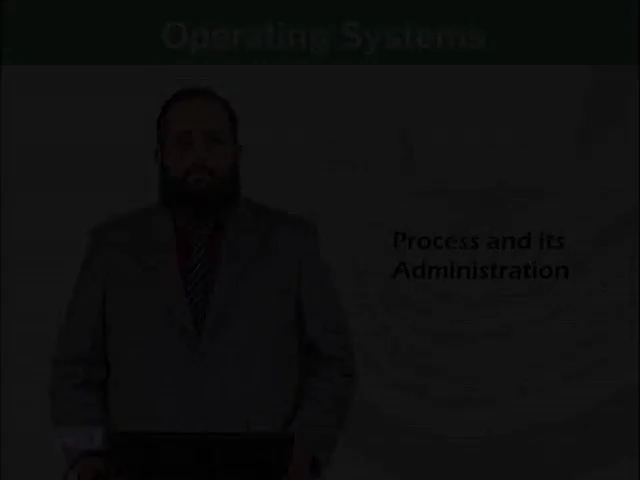 Operating Systems
Process and its
Administration